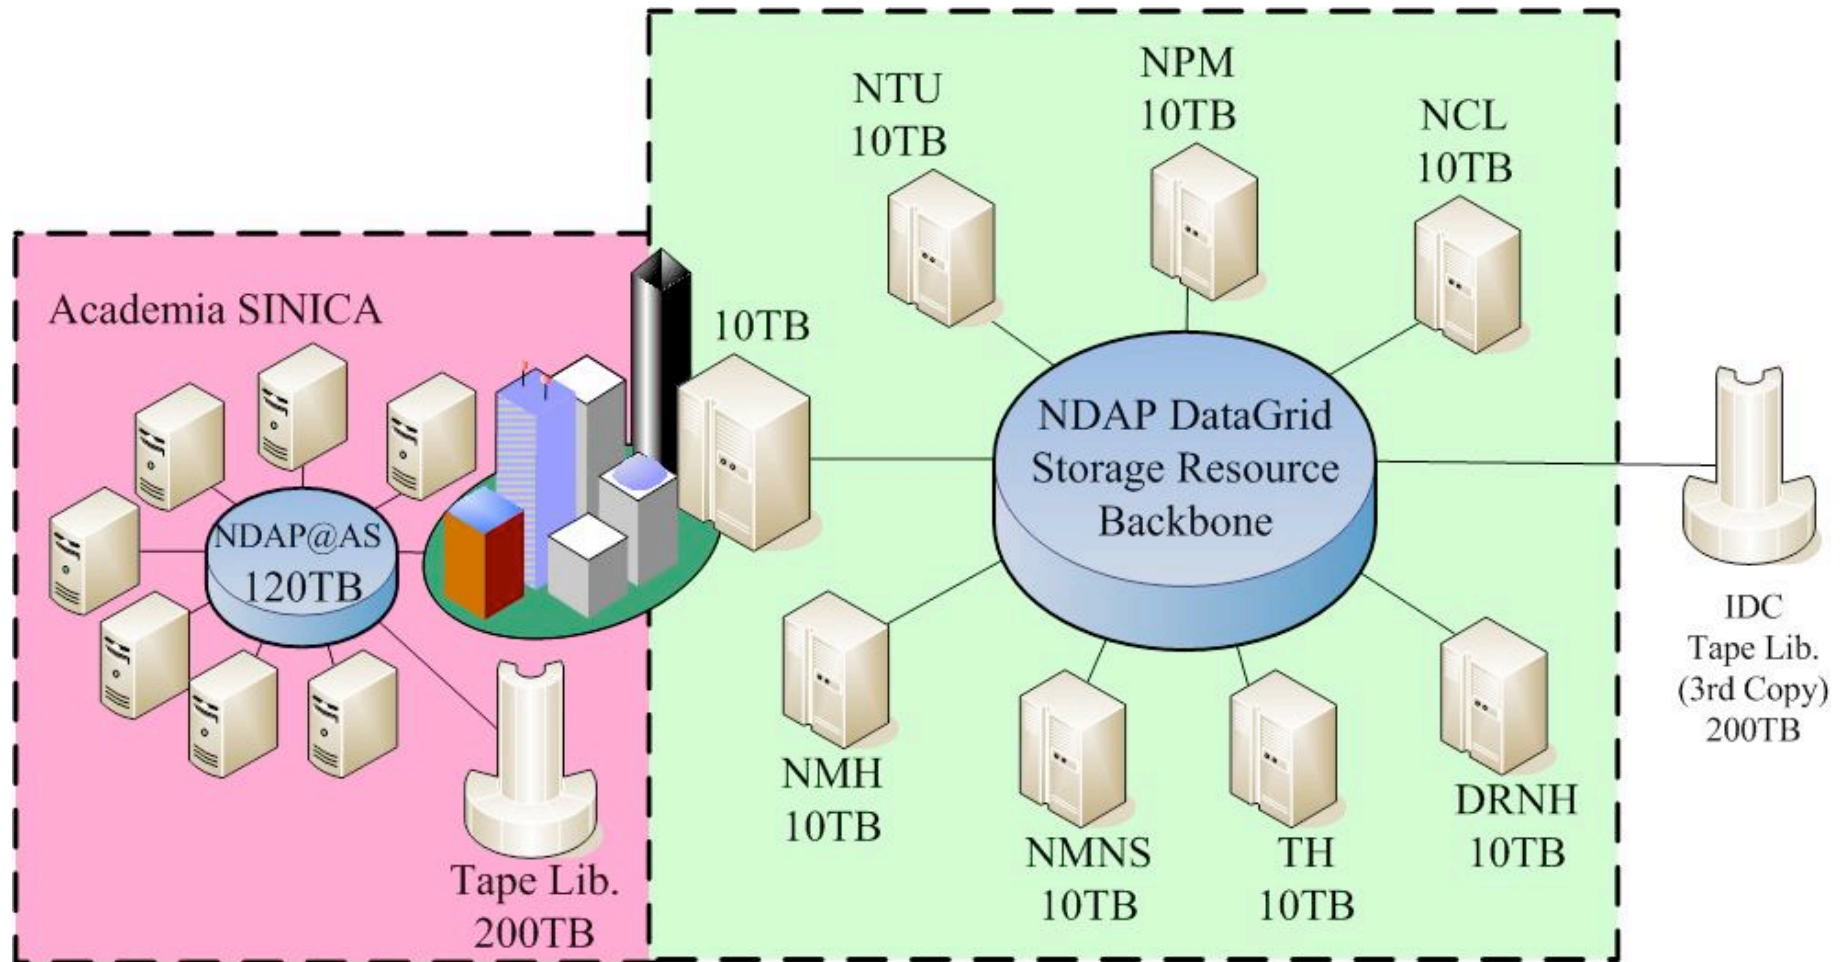 Academia SINICA
NDAP@AS
120TB
Tape Lib.
200TB
10TB
NTU
10TB
NPM
10TB
NCL
10TB
NDAP DataGrid
Storage Resource
Backbone
NMH
10TB
NMNS
10TB
TH
10TB
DRNH
10TB
IDC
Tape Lib.
(3rd Copy)
200TB